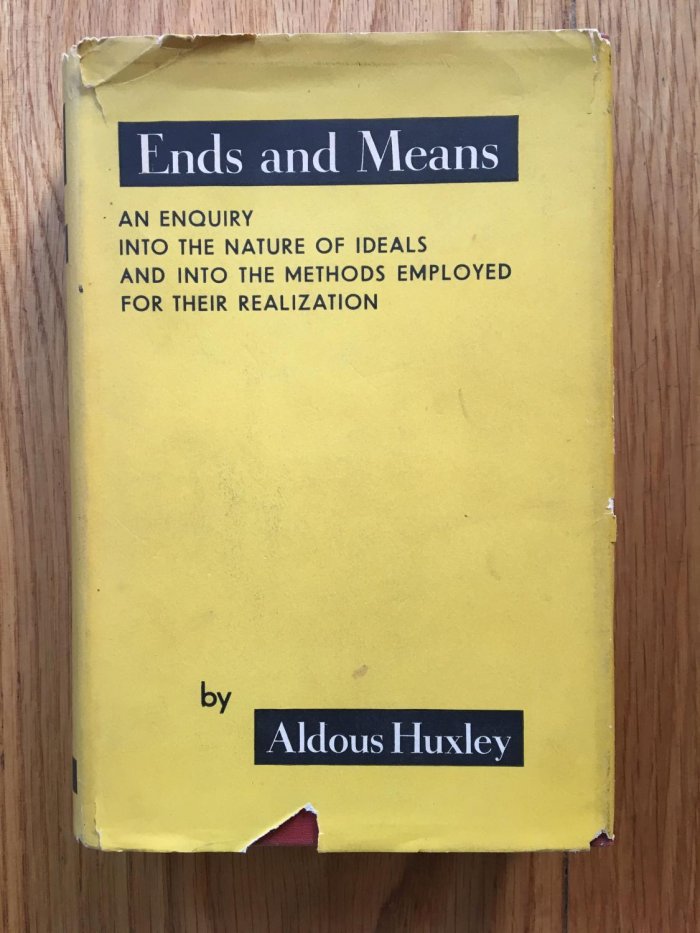 Ends and Means
AN ENQUIRY
INTO THE NATURE OF IDEALS
AND INTO THE METHODS EMPLOYED
FOR THEIR REALIZATION
by
Aldous Huxley